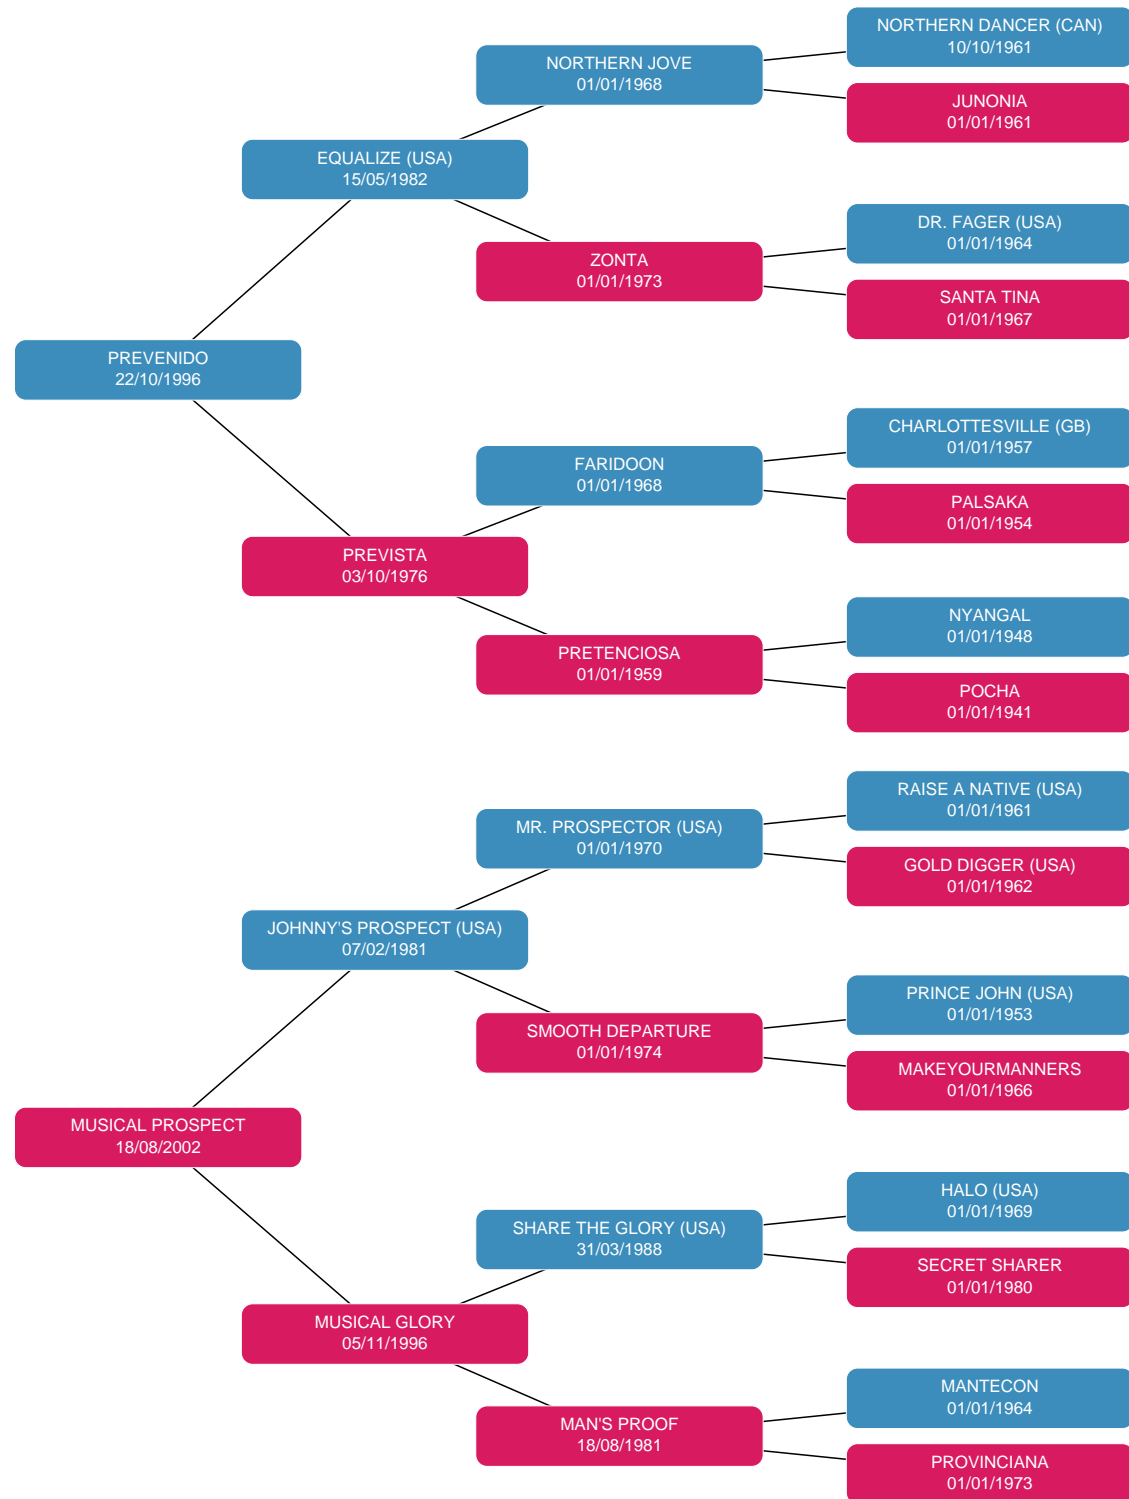 NORTHERN DANCER (CAN)
10/10/1961
NORTHERN JOVE
01/01/1968
JUNONIA
01/01/1961
EQUALIZE (USA)
15/05/1982
DR. FAGER (USA)
01/01/1964
ZONTA
01/01/1973
SANTA TINA
01/01/1967
PREVENIDO
22/10/1996
CHARLOTTESVILLE (GB)
01/01/1957
FARIDOON
01/01/1968
PALSAKA
01/01/1954
PREVISTA
03/10/1976
NYANGAL
01/01/1948
PRETENCIOSA
01/01/1959
POCHA
01/01/1941
RAISE A NATIVE (USA)
01/01/1961
MR. PROSPECTOR (USA)
01/01/1970
GOLD DIGGER (USA)
01/01/1962
JOHNNY'S PROSPECT (USA)
07/02/1981
PRINCE JOHN (USA)
01/01/1953
SMOOTH DEPARTURE
01/01/1974
MAKEYOURMANNERS
01/01/1966
MUSICAL PROSPECT
18/08/2002
HALO (USA)
01/01/1969
SHARE THE GLORY (USA)
31/03/1988
SECRET SHARER
01/01/1980
MUSICAL GLORY
05/11/1996
MANTECON
01/01/1964
MAN'S PROOF
18/08/1981
PROVINCIANA
01/01/1973